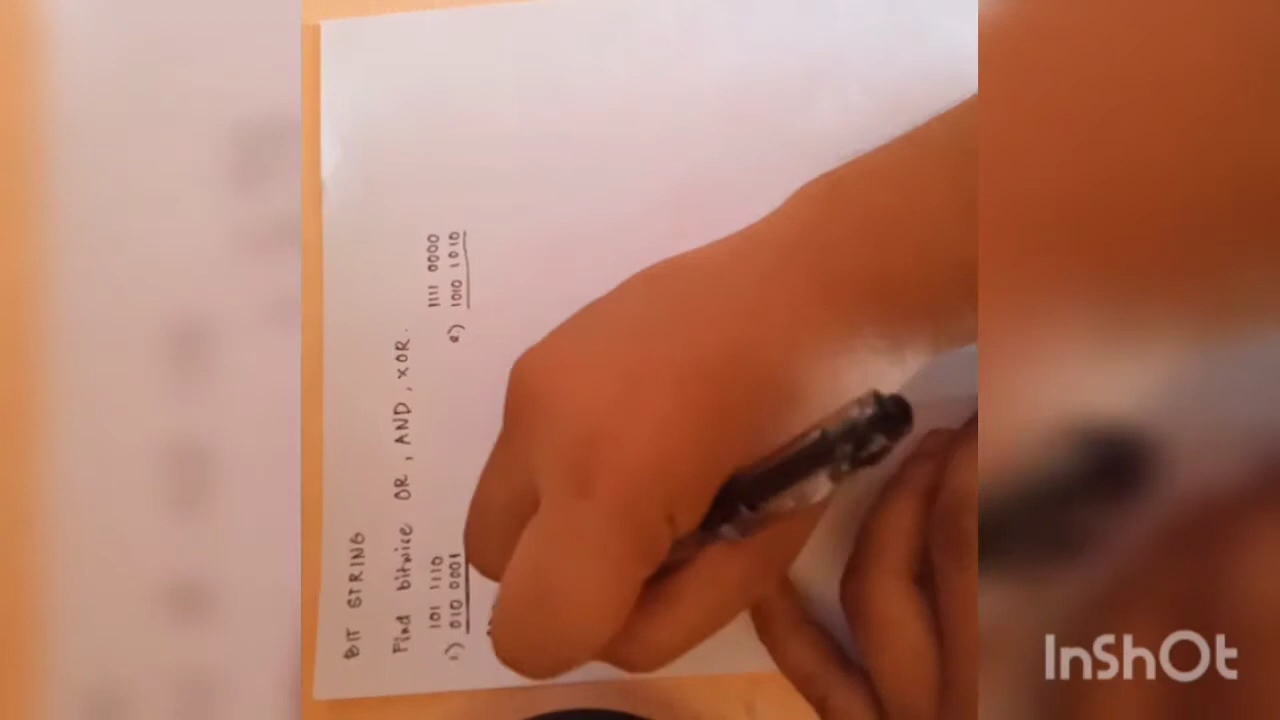 BIT STRING
Find bitwise OR, AND, XOR.
101 1110
1.) 010 0001
1111 0000
2.) 1010 1010
InShOt